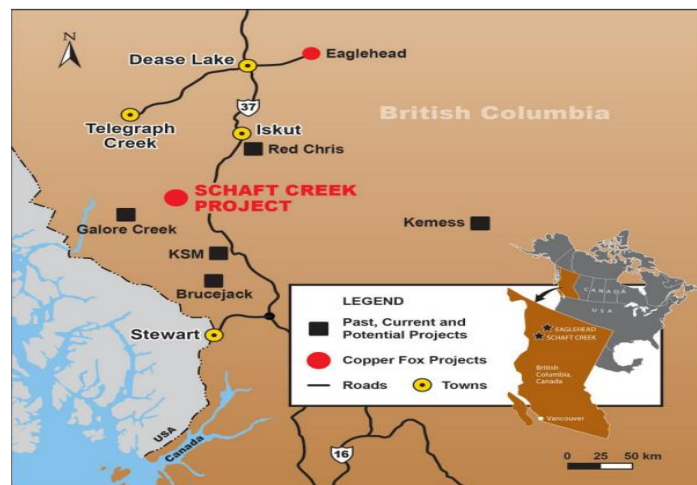 N
Dease Lake
Eaglehead
37
British Columbia
Telegraph
Creek
Iskut
Red Chris
SCHAFT CREEK
PROJECT
Galore Creek
Kemess
KSM
Brucejack
Stewart
USA
Canada
16
LEGEND
Past, Current and
Potential Projects
Copper Fox Projects
Roads
Towns
CANADA
USA
EAGLEHEAD
SCHAFT CREEK
British
Columbia,
Canada
Vancouver
0 25 50 km